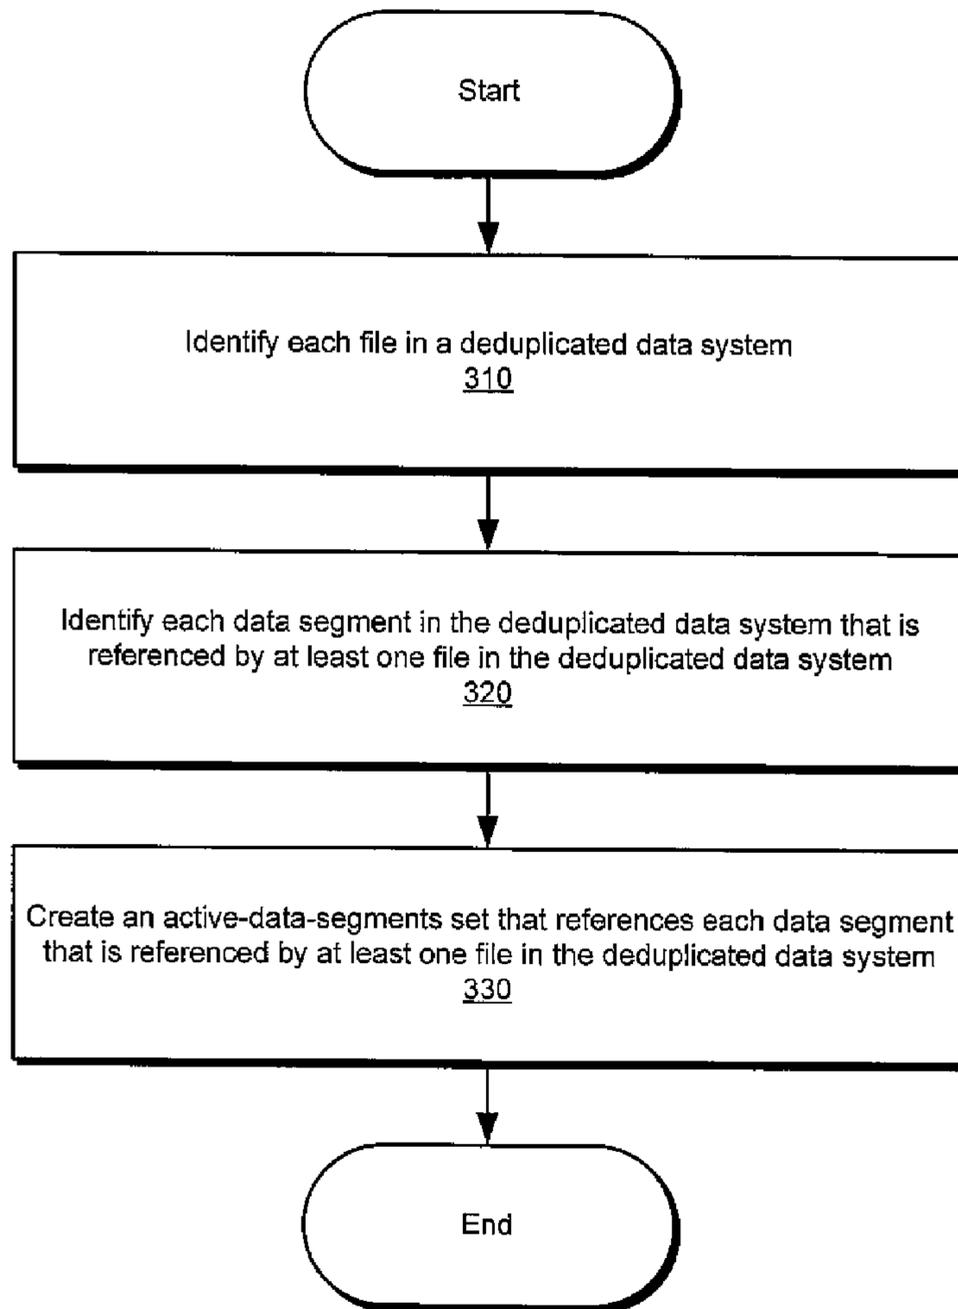 Start
Identify each file in a deduplicated data system
310
Identify each data segment in the deduplicated data system that is
referenced by at least one file in the deduplicated data system
320
Create an active-data-segments set that references each data segment
that is referenced by at least one file in the deduplicated data system
330
End